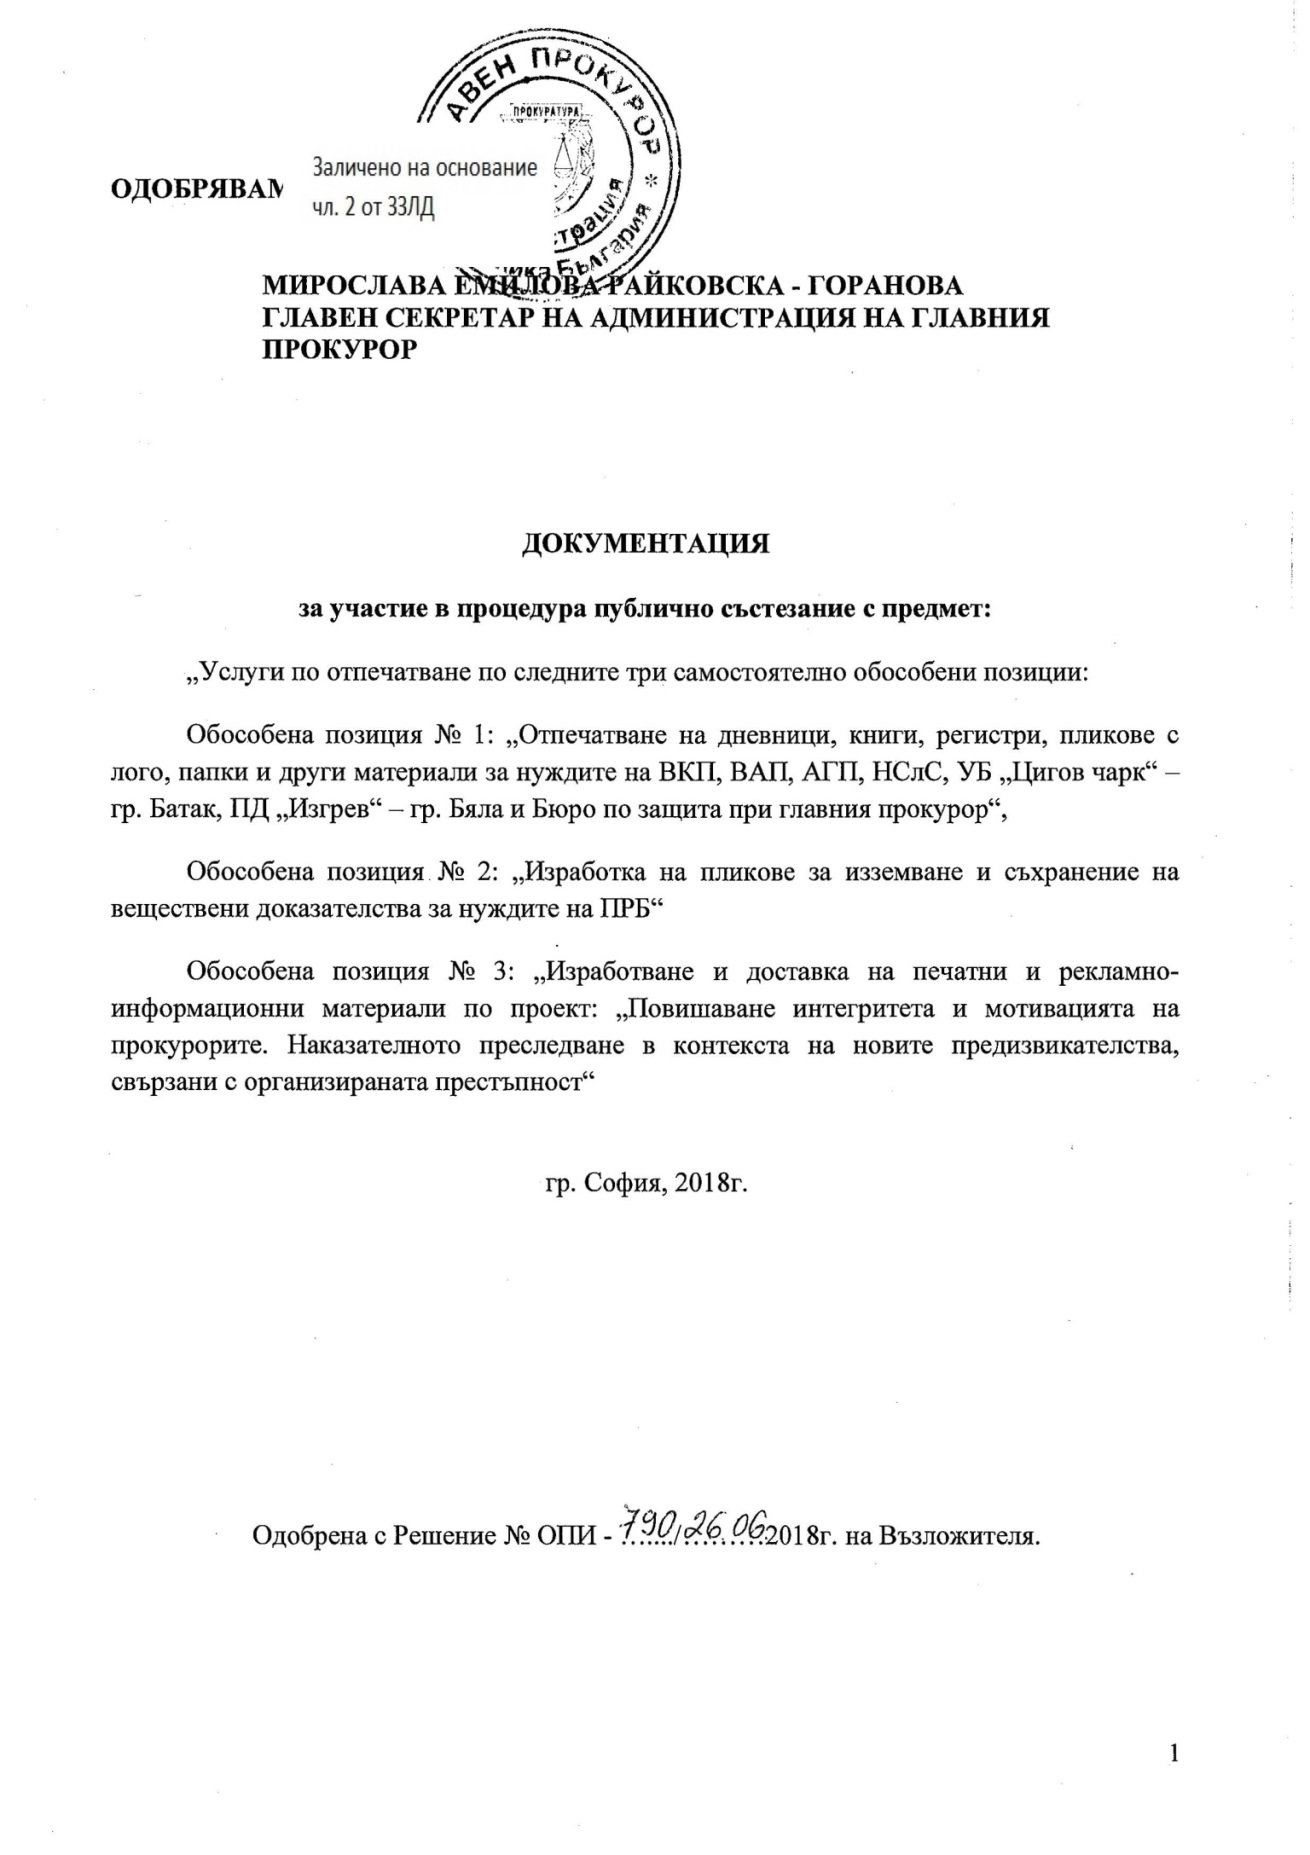 АВЕН ПРОКУРОР *
ПРОКУРАТУРА
България
Заличено на основание
чл. 2 от ЗЗЛД
ОДОБРЯВАМ
МИРОСЛАВА ЕМИЛОВА РАЙКОВСКА - ГОРАНОВА
ГЛАВЕН СЕКРЕТАР НА АДМИНИСТРАЦИЯ НА ГЛАВНИЯ
ПРОКУРОР
ДОКУМЕНТАЦИЯ
за участие в процедура публично състезание с предмет:
„Услуги по отпечатване по следните три самостоятелно обособени позиции:
Обособена позиция № 1: „Отпечатване на дневници, книги, регистри, пликове с
лого, папки и други материали за нуждите на ВКП, ВАП, АГП, НСлС, УБ „Цигов чарк“ –
гр. Батак, ПД „Изгрев“ – гр. Бяла и Бюро по защита при главния прокурор“,
Обособена позиция № 2: „Изработка на пликове за изземване и съхранение на
веществени доказателства за нуждите на ПРБ“
Обособена позиция № 3: „Изработване и доставка на печатни и рекламно-
информационни материали по проект: „Повишаване интегритета и мотивацията на
прокурорите. Наказателното преследване в контекста на новите предизвикателства,
свързани с организираната престъпност“
гр. София, 2018г.
Одобрена с Решение № ОПИ - 790/26.06.2018г. на Възложителя.
1